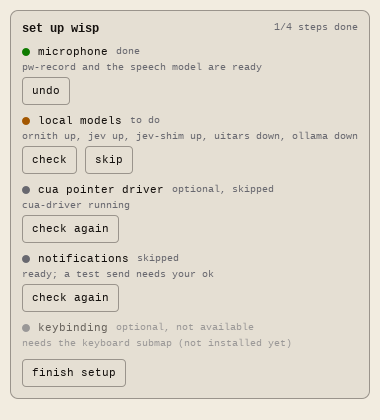 set up wisp 1/4 steps done
microphone done
pw-record and the speech model are ready
undo
local models to do
ornith up, jev up, jev-shim up, uitars down, ollama down
check skip
cua pointer driver optional, skipped
cua-driver running
check again
notifications skipped
ready; a test send needs your ok
check again
keybinding optional, not available
needs the keyboard submap (not installed yet)
finish setup